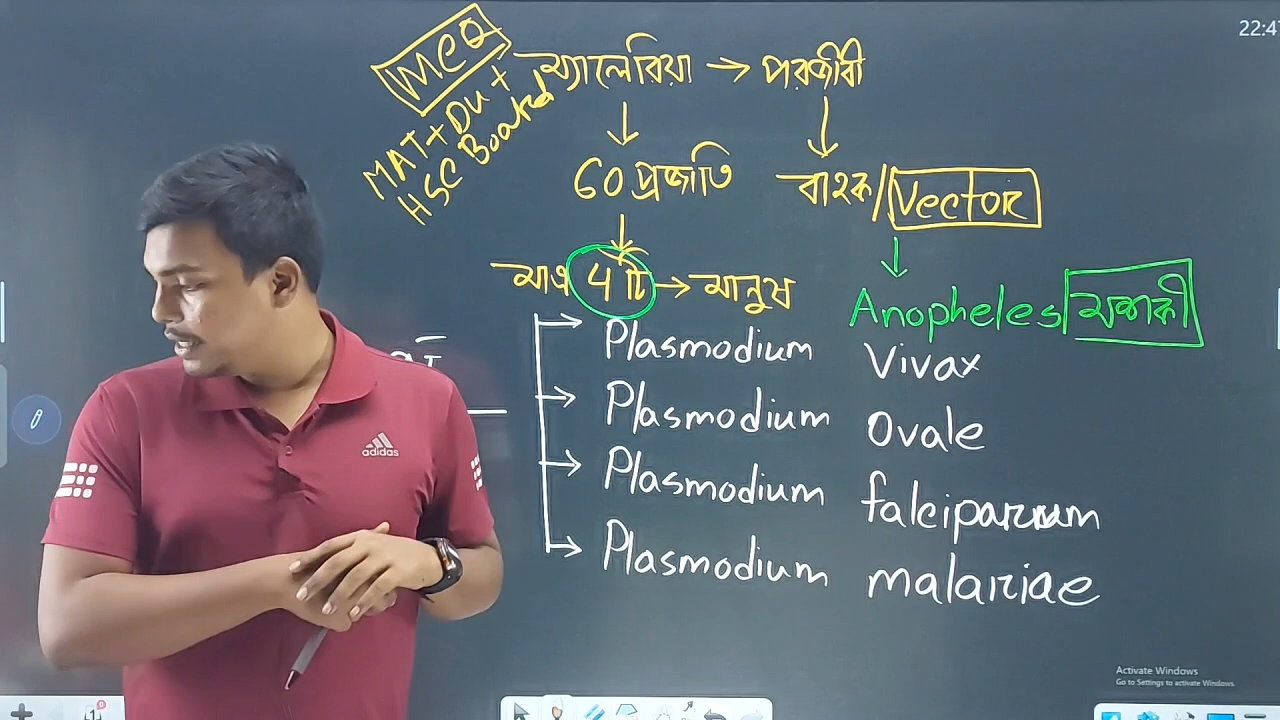 22:4
MCQ
MAT + DU +
HSC Board
ম্যালেরিয়া → পরজীবী
60 প্রজাতি
বাহক/ Vector
মাত্র 4 টি → মানুষ
Anopheles মশকী
Plasmodium Vivax
Plasmodium Ovale
Plasmodium falciparum
Plasmodium malariae
adidas
Activate Windows
Go to Settings to activate Windows.